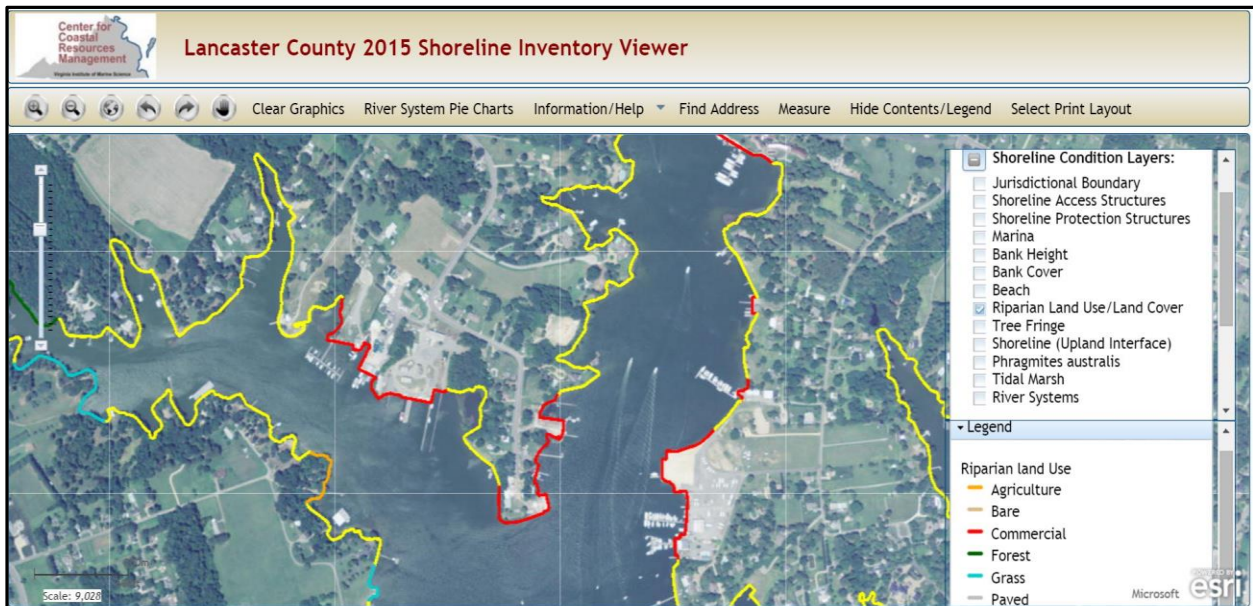 Center for
Coastal
Resources
Management
Virginia Institute of Marine Science
Lancaster County 2015 Shoreline Inventory Viewer
Clear Graphics River System Pie Charts Information/Help Find Address Measure Hide Contents/Legend Select Print Layout
Shoreline Condition Layers:
Jurisdictional Boundary
Shoreline Access Structures
Shoreline Protection Structures
Marina
Bank Height
Bank Cover
Beach
Riparian Land Use/Land Cover
Tree Fringe
Shoreline (Upland Interface)
Phragmites australis
Tidal Marsh
River Systems
Legend
Riparian land Use
Agriculture
Bare
Commercial
Forest
Grass
Paved
Scale: 9,028
Microsoft
POWERED BY
esri